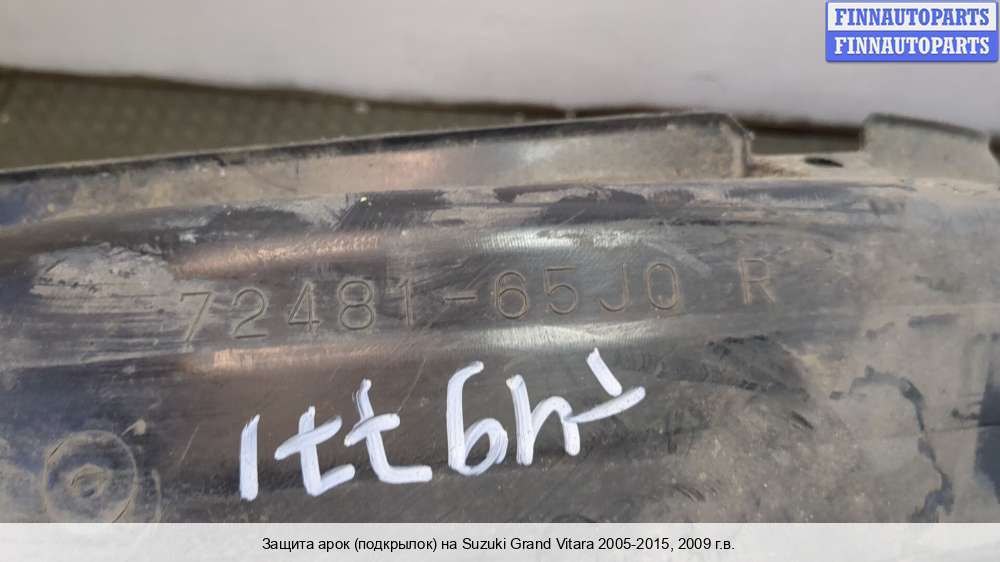 FINNAUTOPARTS
FINNAUTOPARTS
72481-65J0 R
Защита арок (подкрылок) на Suzuki Grand Vitara 2005-2015, 2009 г.в.